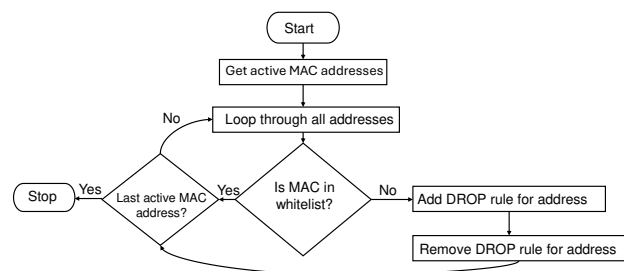 Start
Get active MAC addresses
No
Loop through all addresses
Stop
Yes
Last active MAC
address?
Yes
Is MAC in
whitelist?
No
Add DROP rule for address
Remove DROP rule for address